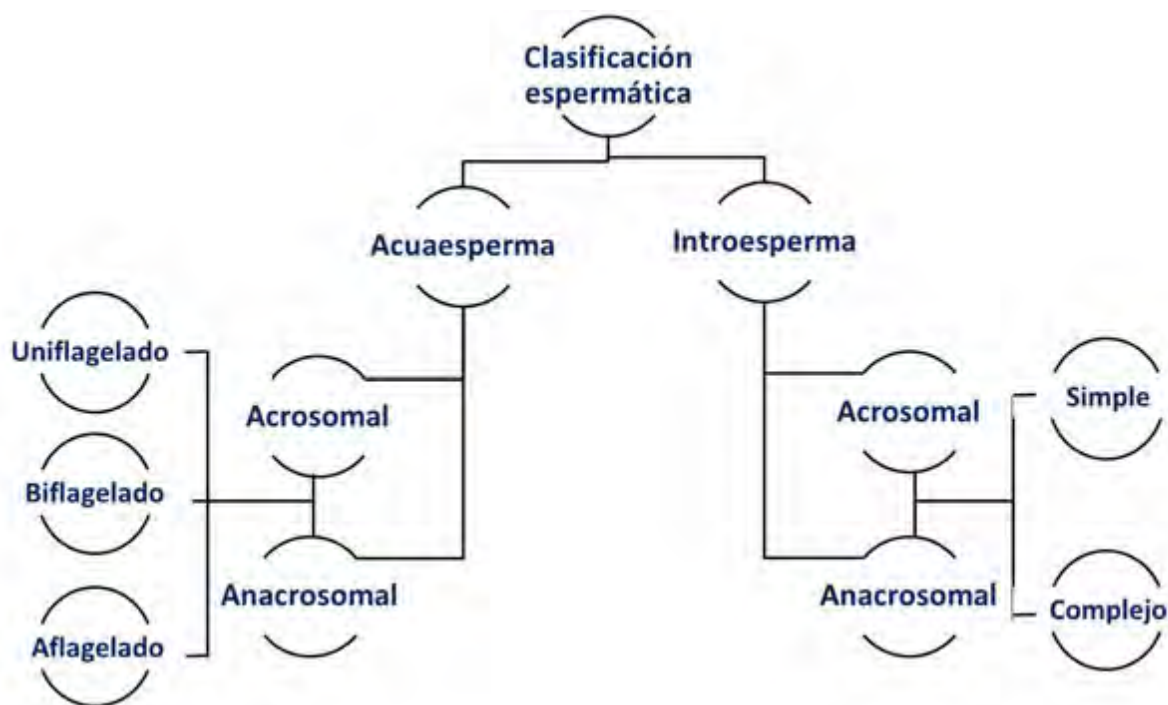 Clasificación
espermática
Acuaesperma
Introesperma
Uniflagelado
Biflagelado
Aflagelado
Acrosomal
Anacrosomal
Acrosomal
Anacrosomal
Simple
Complejo